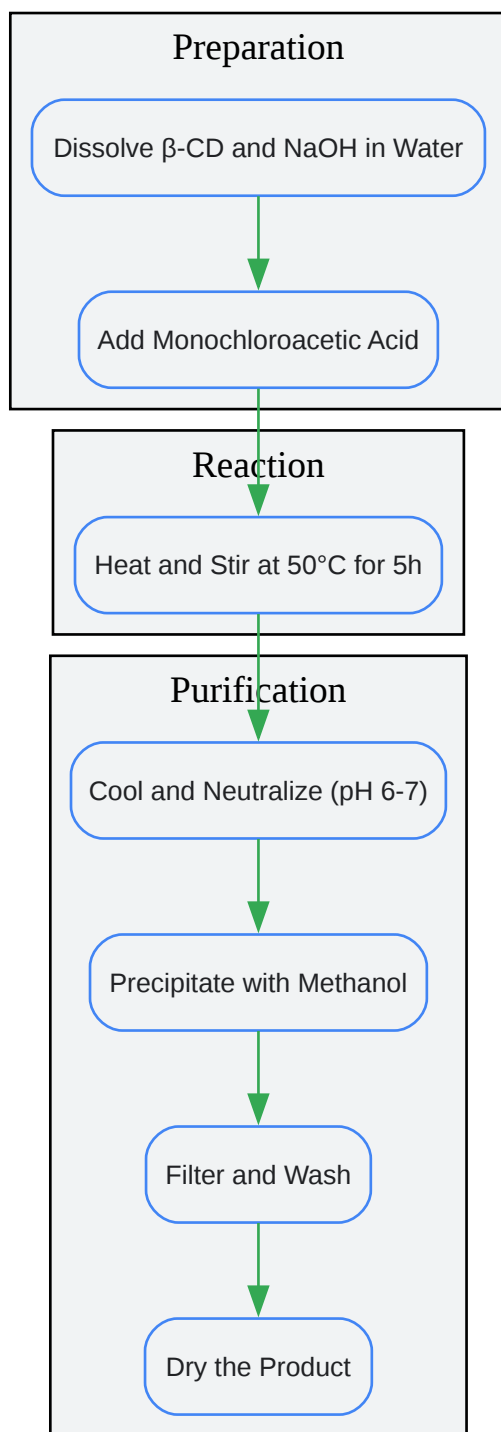 Preparation
Dissolve β-CD and NaOH in Water
Add Monochloroacetic Acid
Reaction
Heat and Stir at 50°C for 5h
Purification
Cool and Neutralize (pH 6-7)
Precipitate with Methanol
Filter and Wash
Dry the Product